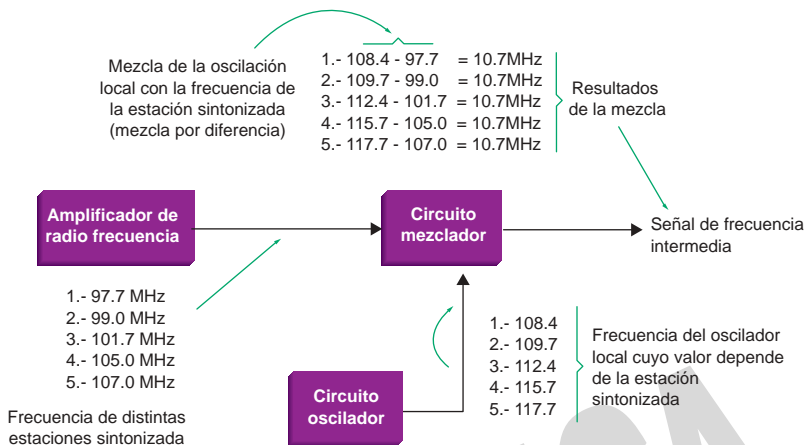 Mezcla de la oscilación
local con la frecuencia de
la estación sintonizada
(mezcla por diferencia)
1.- 108.4 - 97.7 = 10.7MHz
2.- 109.7 - 99.0 = 10.7MHz
3.- 112.4 - 101.7 = 10.7MHz
4.- 115.7 - 105.0 = 10.7MHz
5.- 117.7 - 107.0 = 10.7MHz
Resultados
de la mezcla
Amplificador de
radio frecuencia
Circuito
mezclador
Señal de frecuencia
intermedia
1.- 97.7 MHz
2.- 99.0 MHz
3.- 101.7 MHz
4.- 105.0 MHz
5.- 107.0 MHz
Frecuencia de distintas
estaciones sintonizada
Circuito
oscilador
1.- 108.4
2.- 109.7
3.- 112.4
4.- 115.7
5.- 117.7
Frecuencia del oscilador
local cuyo valor depende
de la estación
sintonizada